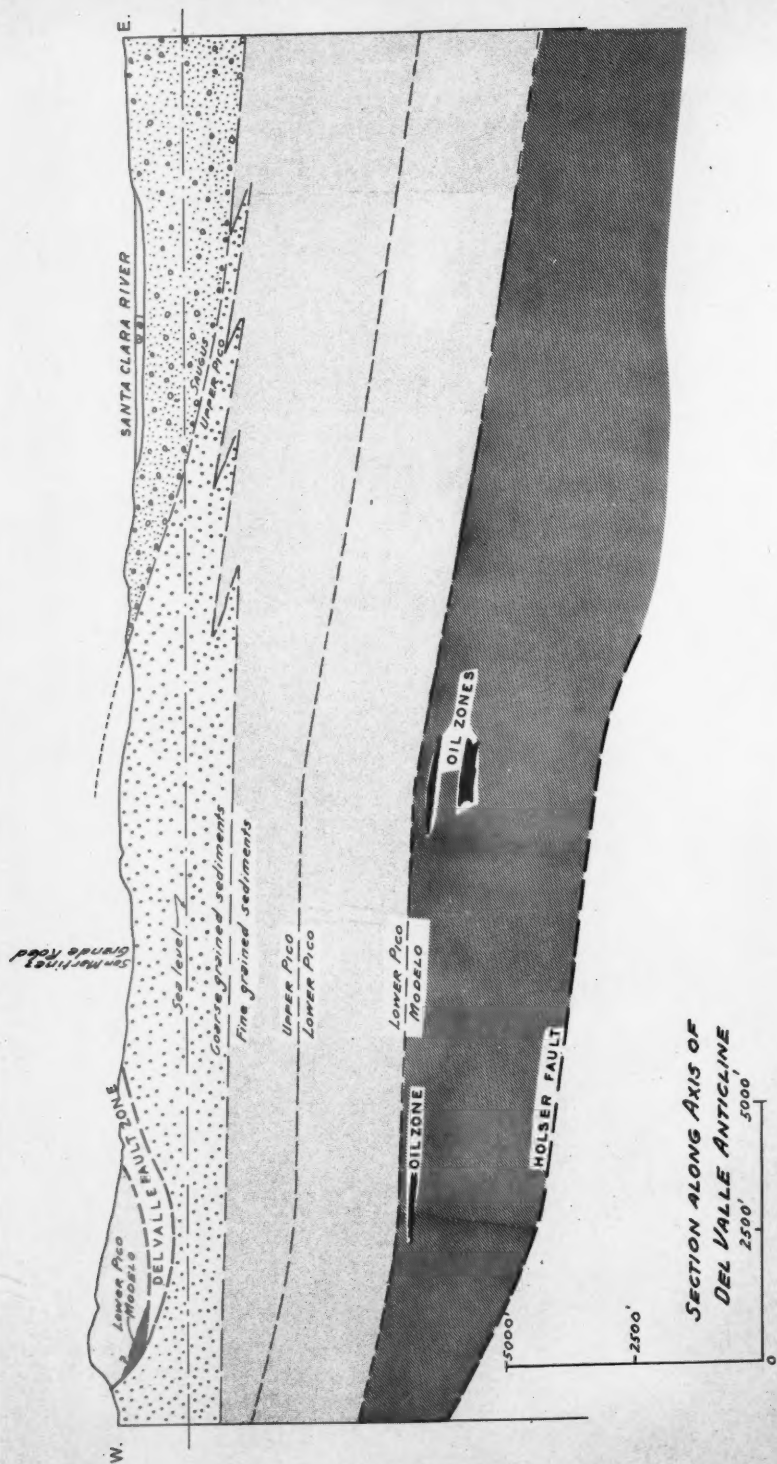 W.
E.
SANTA CLARA RIVER
San Martinez
Grande Road
LOWER PICO
MODELO
?
DEL VALLE FAULT ZONE
Sea level
SAUGUS
UPPER PICO
Coarse grained sediments
Fine grained sediments
UPPER PICO
LOWER PICO
LOWER PICO
MODELO
OIL ZONE
OIL ZONES
HOLSER FAULT
SECTION ALONG AXIS OF
DEL VALLE ANTICLINE
5000'
2500'
0
2500'
5000'